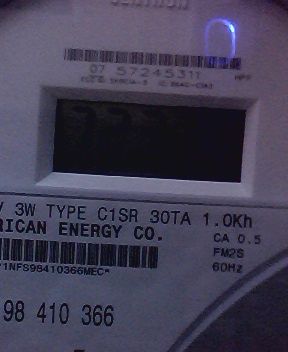 07 57245311
V 3W TYPE C1SR 30TA 1.0Kh
RICAN ENERGY CO.
CA 0.5
FM2S
60Hz
*1NFS98410366MEC*
98 410 366